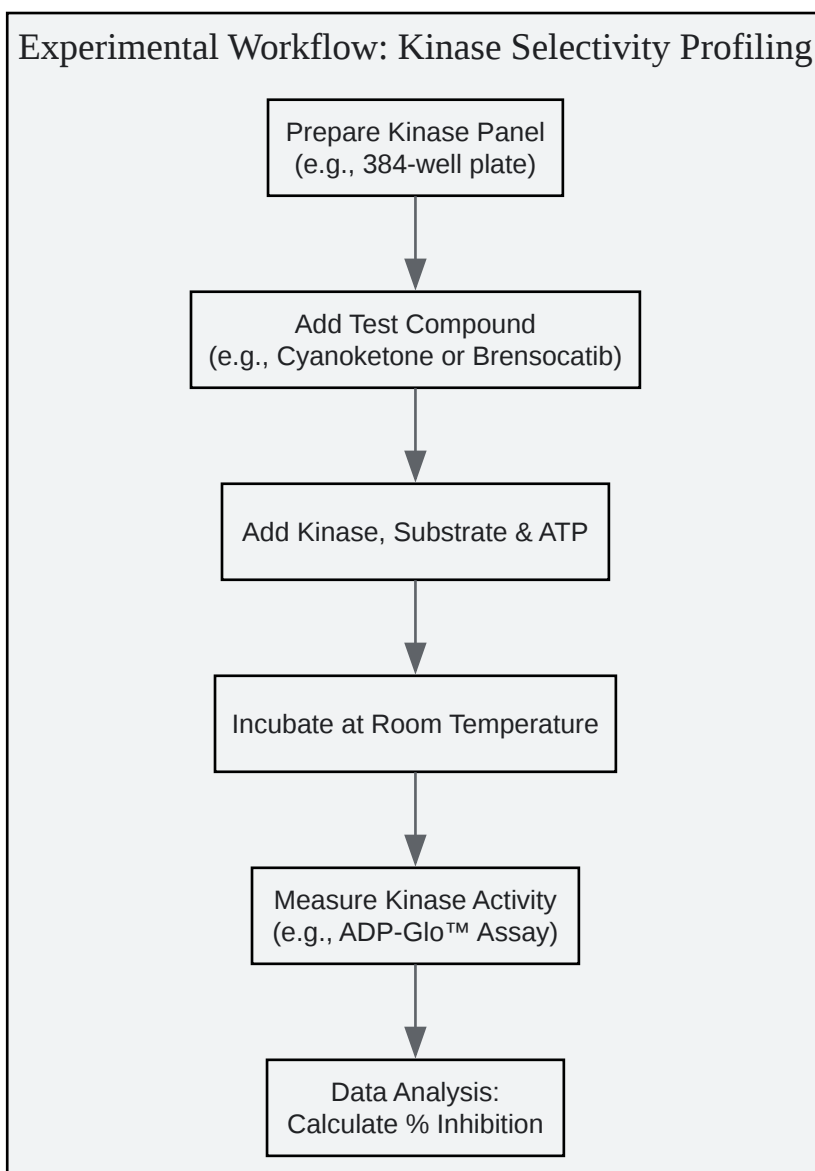 Experimental Workflow: Kinase Selectivity Profiling
Prepare Kinase Panel
(e.g., 384-well plate)
Add Test Compound
(e.g., Cyanoketone or Brensocatib)
Add Kinase, Substrate & ATP
Incubate at Room Temperature
Measure Kinase Activity
(e.g., ADP-Glo™ Assay)
Data Analysis:
Calculate % Inhibition